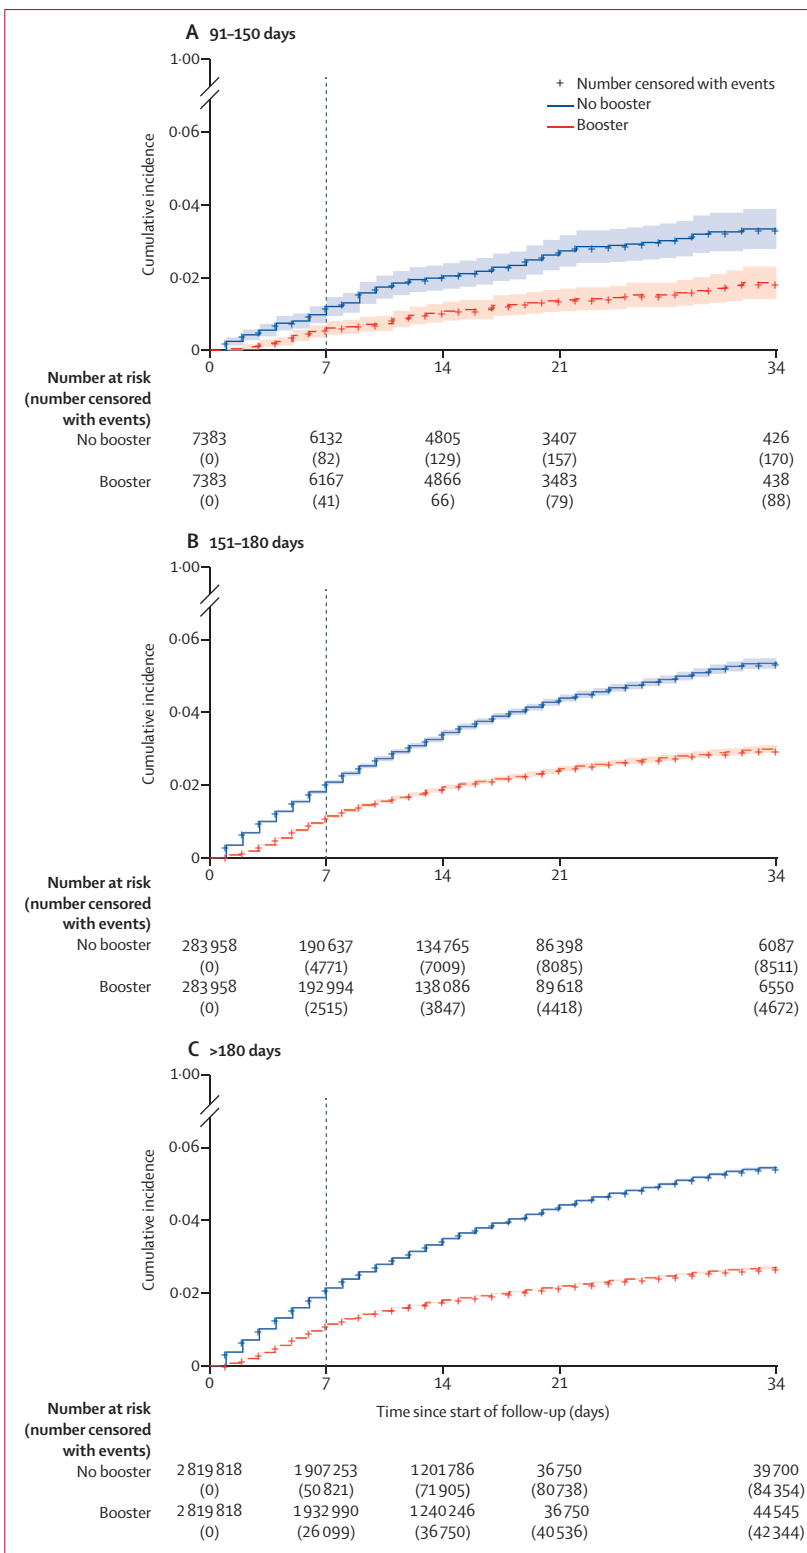 A 91–150 days
1·00
0·06
0·04
0·02
0
Cumulative incidence
+ Number censored with events
No booster
Booster
0 7 14 21 34
Number at risk
(number censored
with events)
No booster 7383 6132 4805 3407 426
(0) (82) (129) (157) (170)
Booster 7383 6167 4866 3483 438
(0) (41) 66) (79) (88)
B 151–180 days
1·00
0·06
0·04
0·02
0
Cumulative incidence
0 7 14 21 34
Number at risk
(number censored
with events)
No booster 283 958 190 637 134 765 86 398 6087
(0) (4771) (7009) (8085) (8511)
Booster 283 958 192 994 138 086 89 618 6550
(0) (2515) (3847) (4418) (4672)
C >180 days
1·00
0·06
0·04
0·02
0
Cumulative incidence
0 7 14 21 34
Time since start of follow-up (days)
Number at risk
(number censored
with events)
No booster 2 819 818 1 907 253 1 201 786 36 750 39 700
(0) (50 821) (71 905) (80 738) (84 354)
Booster 2 819 818 1 932 990 1 240 246 36 750 44 545
(0) (26 099) (36 750) (40 536) (42 344)